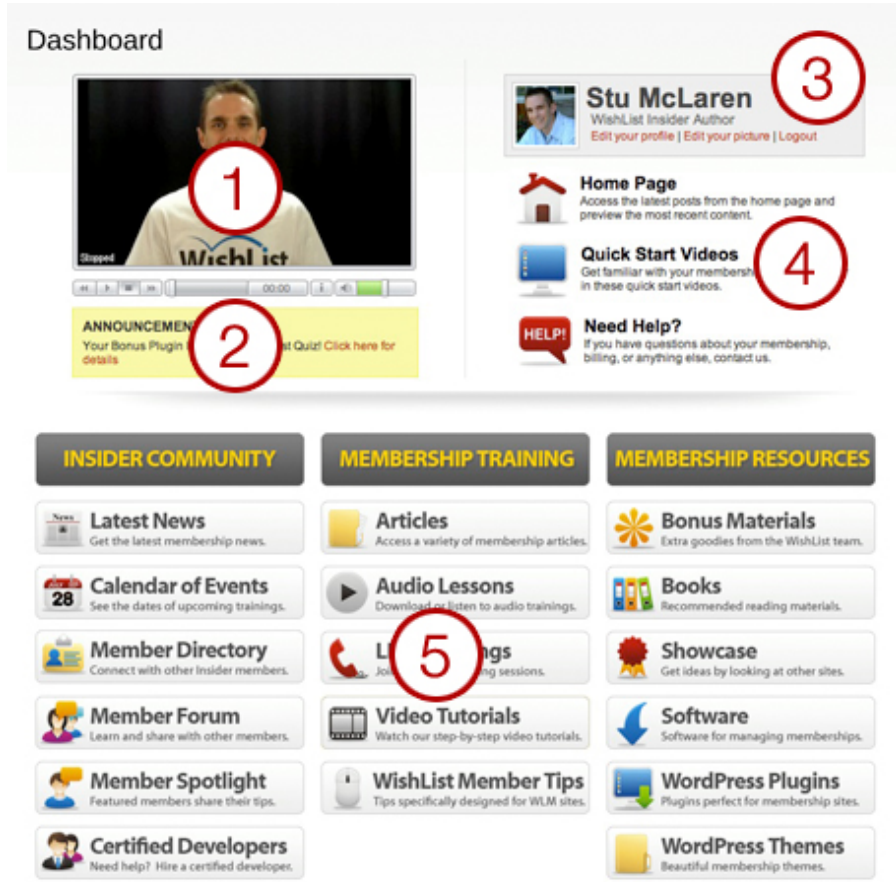 Dashboard
1
Stopped
WishList
00:00
2
ANNOUNCEMEN
Your Bonus Plugin st Quiz! Click here for
details
3
Stu McLaren
WishList Insider Author
Edit your profile | Edit your picture | Logout
Home Page
Access the latest posts from the home page and
preview the most recent content.
4
Quick Start Videos
Get familiar with your membersh
in these quick start videos.
HELP!
Need Help?
If you have questions about your membership,
billing, or anything else, contact us.
INSIDER COMMUNITY
News
Latest News
Get the latest membership news.
JULY
28
Calendar of Events
See the dates of upcoming trainings.
Member Directory
Connect with other Insider members.
Member Forum
Learn and share with other members.
Member Spotlight
Featured members share their tips.
Certified Developers
Need help? Hire a certified developer.
MEMBERSHIP TRAINING
Articles
Access a variety of membership articles.
Audio Lessons
Download or listen to audio trainings.
5
ngs
sessions.
Video Tutorials
Watch our step-by-step video tutorials.
WishList Member Tips
Tips specifically designed for WLM sites.
MEMBERSHIP RESOURCES
Bonus Materials
Extra goodies from the WishList team.
Books
Recommended reading materials.
Showcase
Get ideas by looking at other sites.
Software
Software for managing memberships.
WordPress Plugins
Plugins perfect for membership sites.
WordPress Themes
Beautiful membership themes.